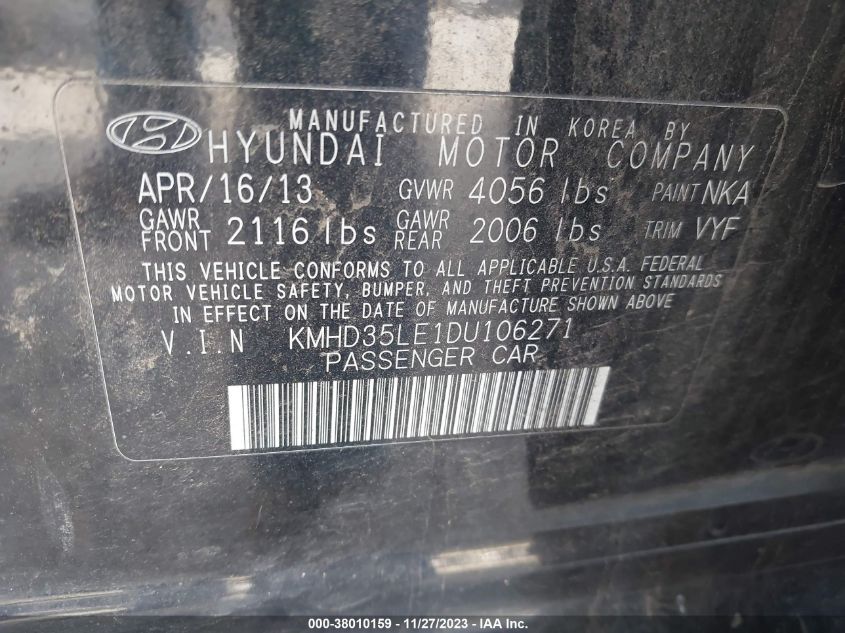 MANUFACTURED IN KOREA BY
HYUNDAI MOTOR COMPANY
APR/16/13 GVWR 4056 lbs PAINT NKA
GAWR FRONT 2116 lbs GAWR REAR 2006 lbs TRIM VYF
THIS VEHICLE CONFORMS TO ALL APPLICABLE U.S.A. FEDERAL
MOTOR VEHICLE SAFETY, BUMPER, AND THEFT PREVENTION STANDARDS
IN EFFECT ON THE DATE OF MANUFACTURE SHOWN ABOVE
V.I.N KMHD35LE1DU106271
PASSENGER CAR
000-38010159 - 11/27/2023 - IAA Inc.